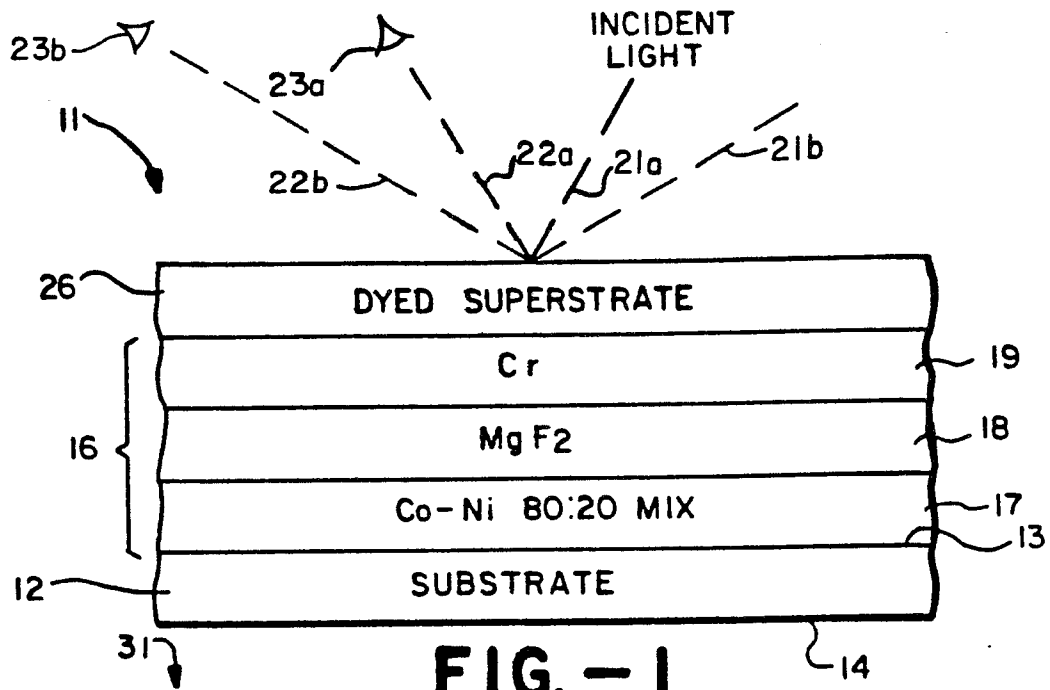 INCIDENT
LIGHT
23b
23a
11
22b
22a
21a
21b
26
DYED SUPERSTRATE
Cr
19
16
MgF2
18
Co-Ni 80:20 MIX
17
13
12
SUBSTRATE
31
14
FIG.-1